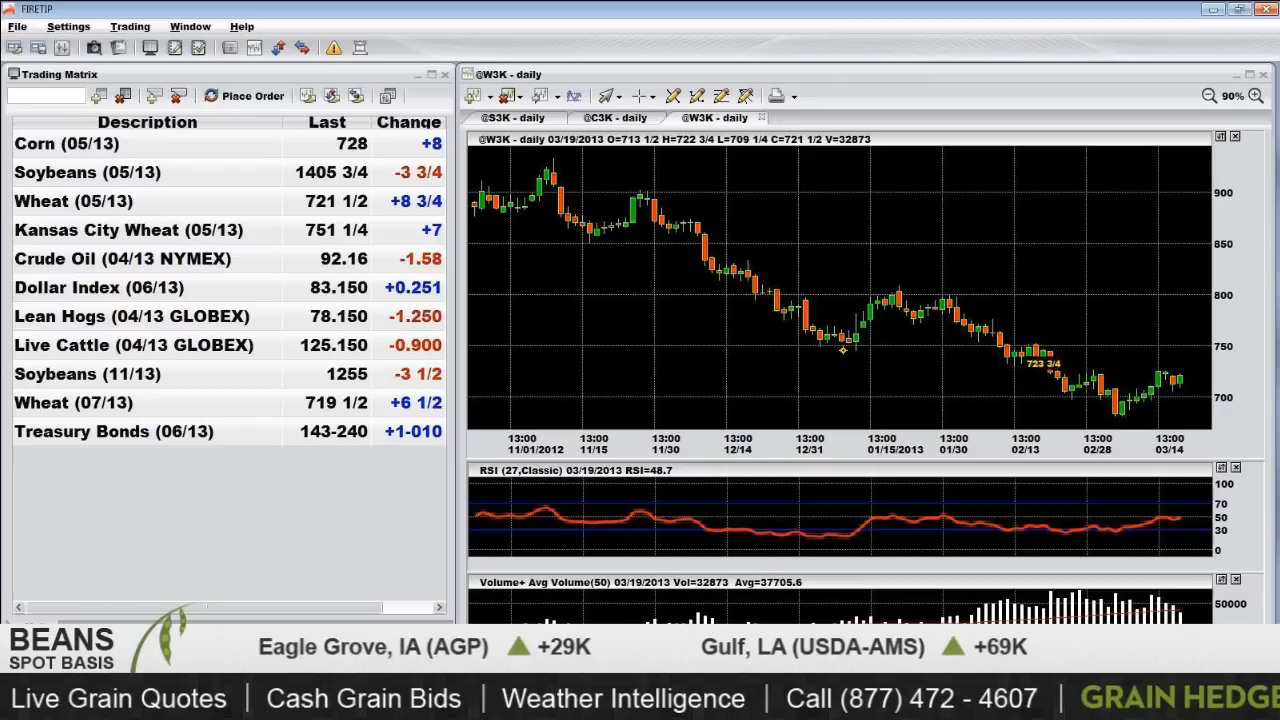 FIRETIP
File Settings Trading Window Help
Trading Matrix
Place Order
Description Last Change
Corn (05/13) 728 +8
Soybeans (05/13) 1405 3/4 -3 3/4
Wheat (05/13) 721 1/2 +8 3/4
Kansas City Wheat (05/13) 751 1/4 +7
Crude Oil (04/13 NYMEX) 92.16 -1.58
Dollar Index (06/13) 83.150 +0.251
Lean Hogs (04/13 GLOBEX) 78.150 -1.250
Live Cattle (04/13 GLOBEX) 125.150 -0.900
Soybeans (11/13) 1255 -3 1/2
Wheat (07/13) 719 1/2 +6 1/2
Treasury Bonds (06/13) 143-240 +1-010
@W3K - daily
90%
@S3K - daily @C3K - daily @W3K - daily
@W3K - daily 03/19/2013 O=713 1/2 H=722 3/4 L=709 1/4 C=721 1/2 V=32873
900
850
800
750
723 3/4
700
13:00 13:00 13:00 13:00 13:00 13:00 13:00 13:00 13:00 13:00
11/01/2012 11/15 11/30 12/14 12/31 01/15/2013 01/30 02/13 02/28 03/14
RSI (27,Classic) 03/19/2013 RSI=48.7
100
70
50
30
0
Volume+ Avg Volume(50) 03/19/2013 Vol=32873 Avg=37705.6
50000
BEANS
SPOT BASIS
Eagle Grove, IA (AGP) +29K Gulf, LA (USDA-AMS) +69K
Live Grain Quotes | Cash Grain Bids | Weather Intelligence | Call (877) 472 - 4607 | GRAIN HEDGE